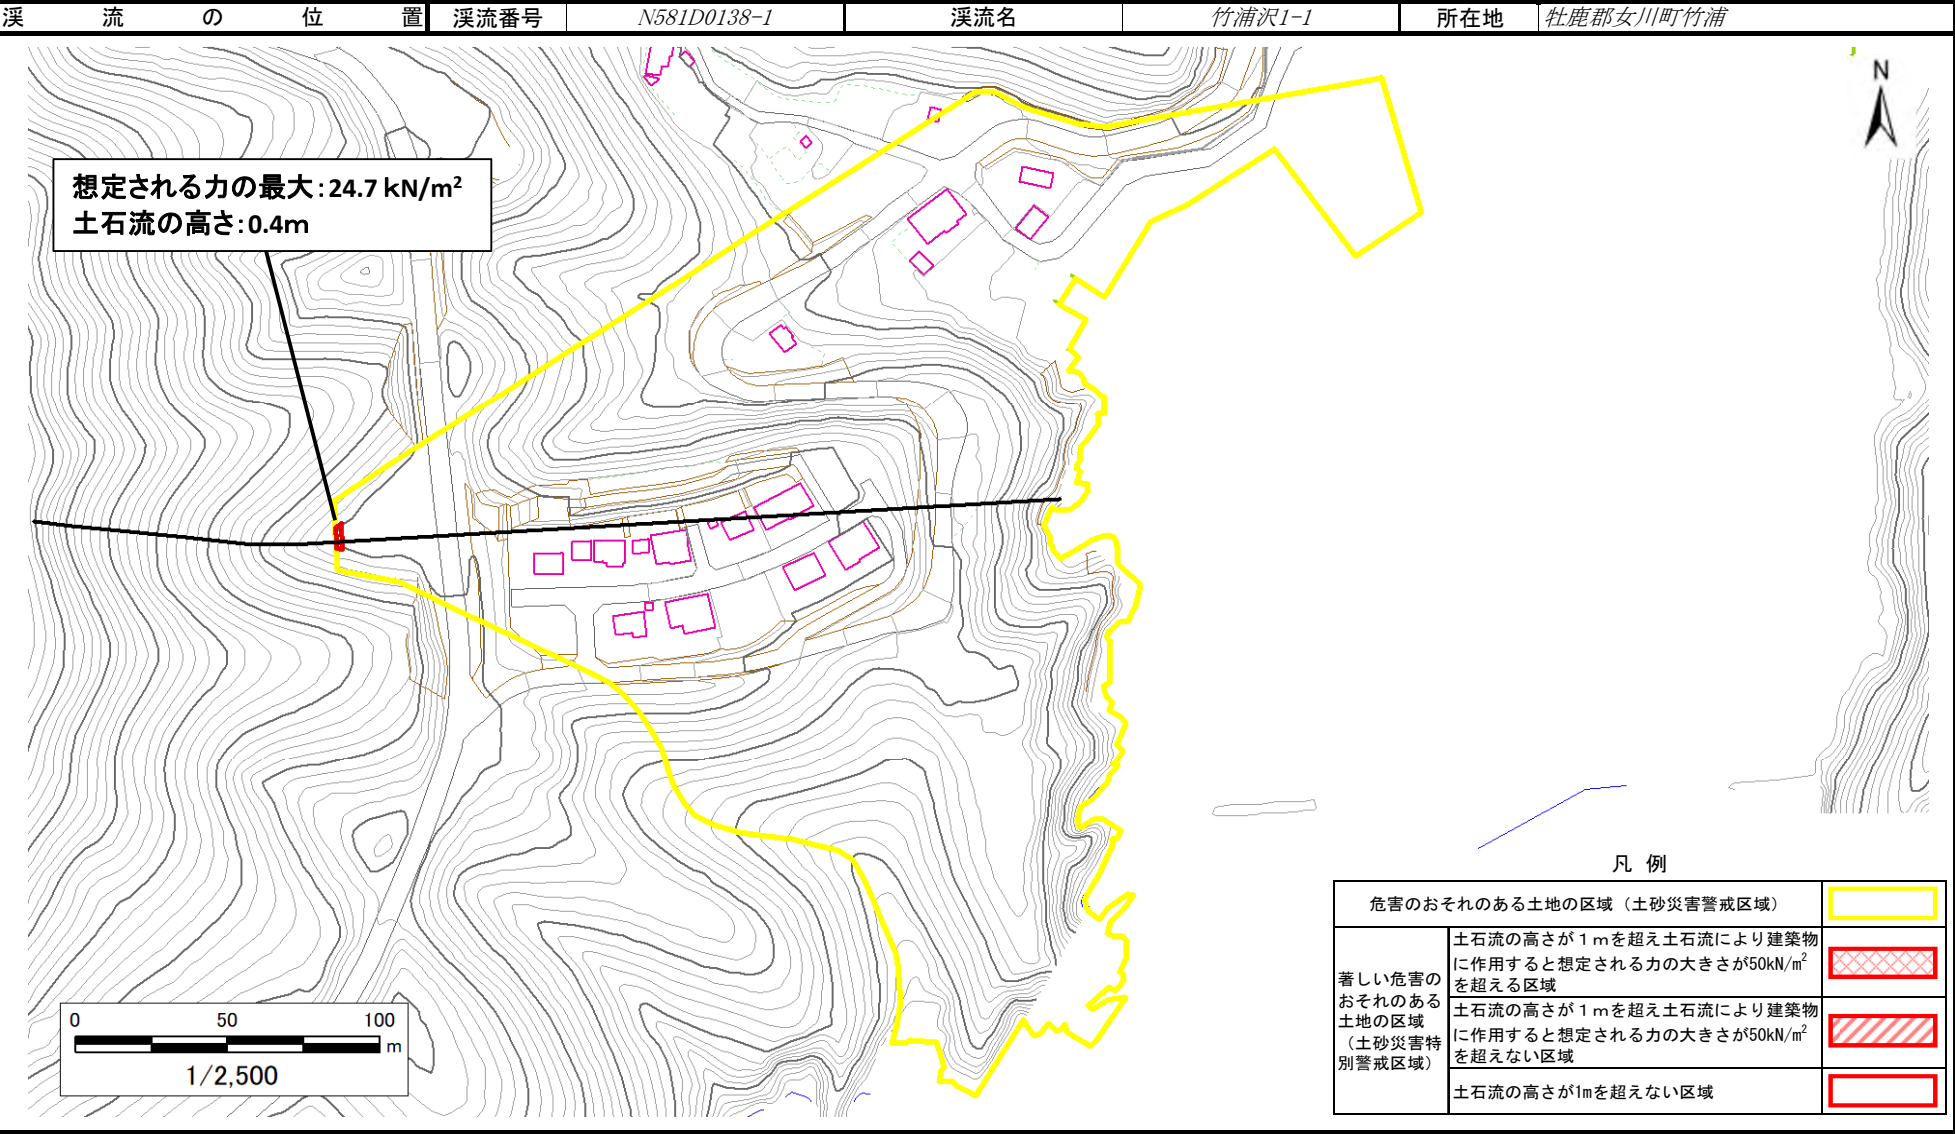 渓流の位置 渓流番号 N581D0138-1 渓流名 竹浦沢1-1 所在地 牡鹿郡女川町竹浦
N
想定される力の最大:24.7 kN/m²
土石流の高さ:0.4m
凡 例
危害のおそれのある土地の区域（土砂災害警戒区域）
著しい危害の
おそれのある
土地の区域
（土砂災害特
別警戒区域）
土石流の高さが１ｍを超え土石流により建築物
に作用すると想定される力の大きさが50kN/㎡
を超える区域
土石流の高さが１ｍを超え土石流により建築物
に作用すると想定される力の大きさが50kN/㎡
を超えない区域
土石流の高さが1mを超えない区域
0 50 100
m
1/2,500